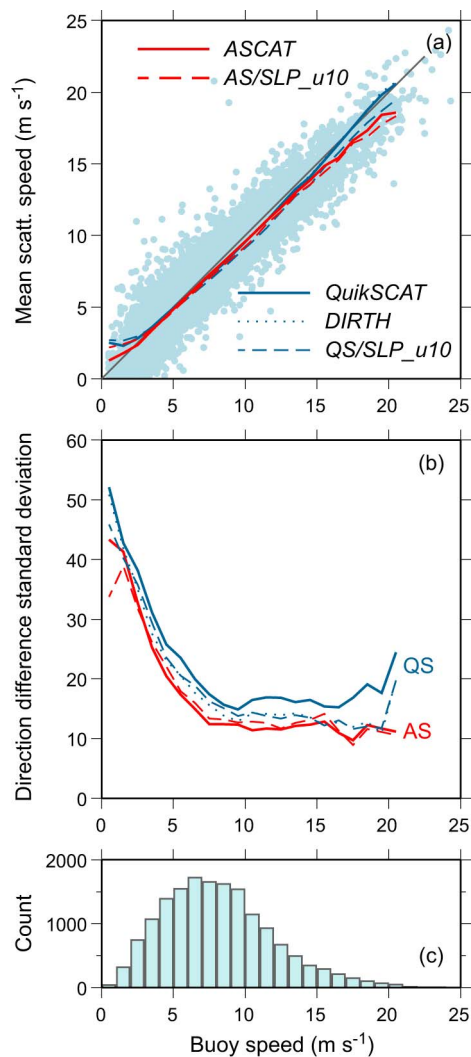 (a)
ASCAT
AS/SLP_u10
Mean scatt. speed (m s⁻¹)
25
20
15
10
5
0
QuikSCAT
DIRTH
QS/SLP_u10
0 5 10 15 20 25
(b)
Direction difference standard deviation
60
50
40
30
20
10
0
QS
AS
0 5 10 15 20 25
Count
2000
1000
0
(c)
0 5 10 15 20 25
Buoy speed (m s⁻¹)